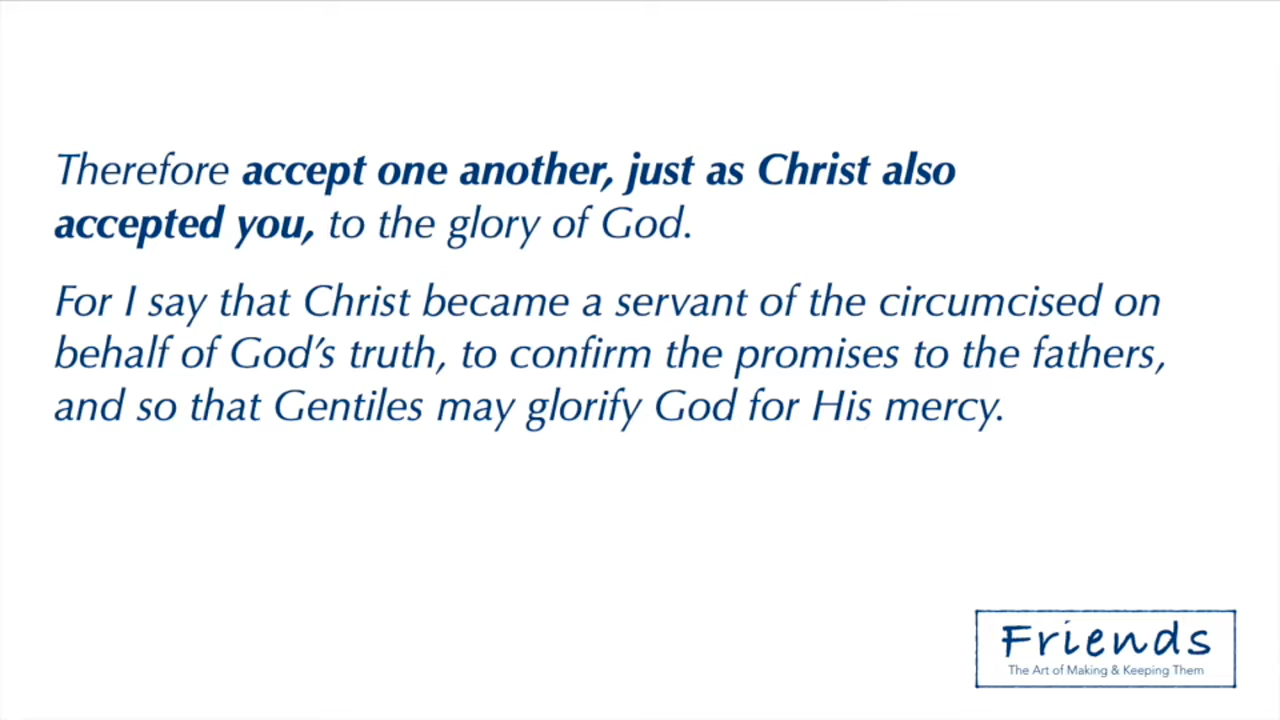 Therefore accept one another, just as Christ also
accepted you, to the glory of God.
For I say that Christ became a servant of the circumcised on
behalf of God’s truth, to confirm the promises to the fathers,
and so that Gentiles may glorify God for His mercy.
Friends
The Art of Making & Keeping Them